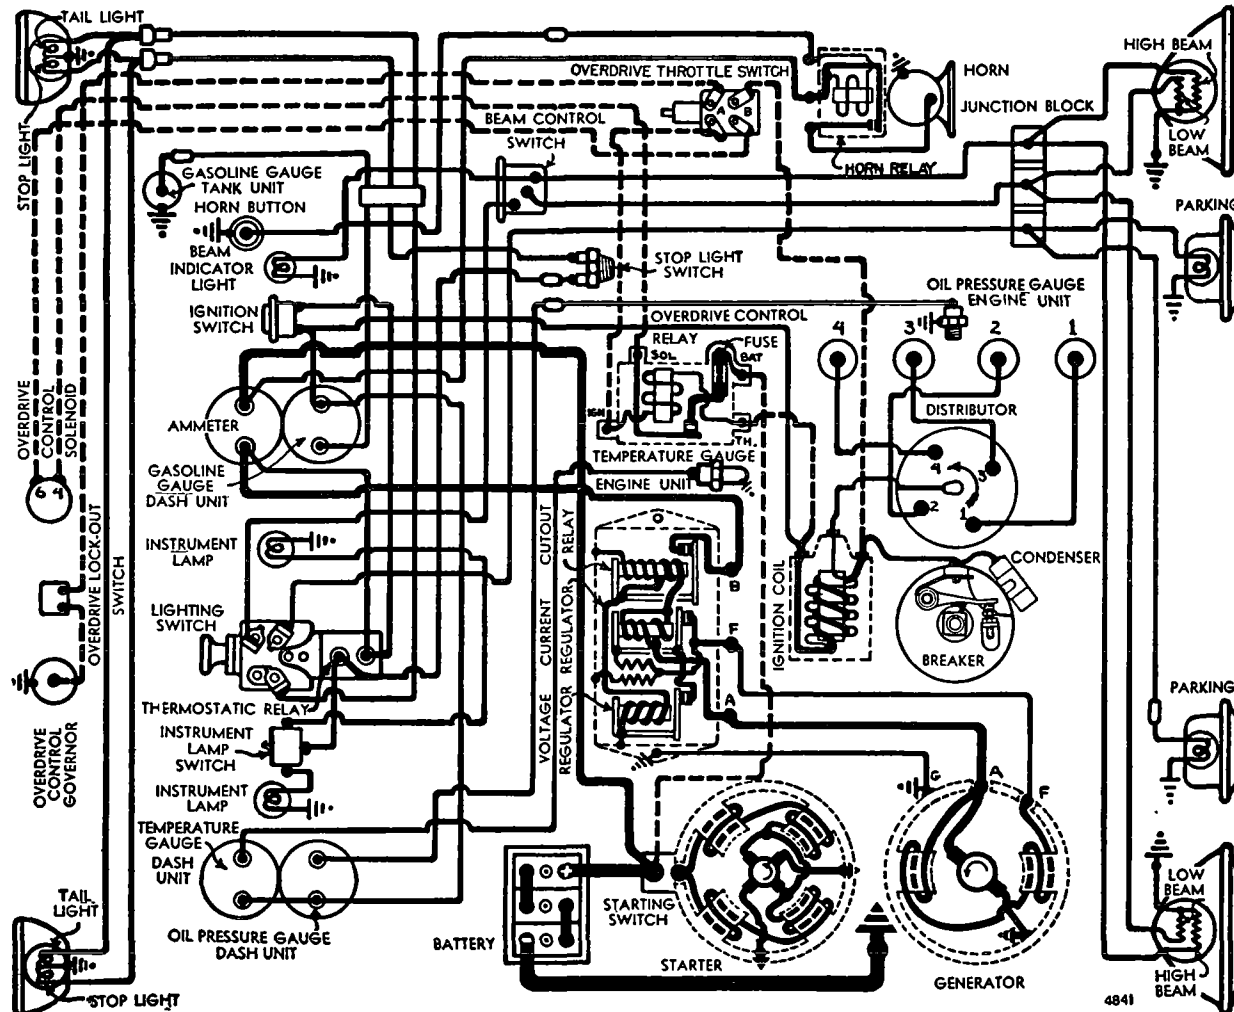 TAIL LIGHT
STOP LIGHT
OVERDRIVE THROTTLE SWITCH
A
B
BEAM CONTROL
SWITCH
HORN
HORN RELAY
JUNCTION BLOCK
HIGH BEAM
LOW
BEAM
GASOLINE GAUGE
TANK UNIT
HORN BUTTON
BEAM
INDICATOR
LIGHT
STOP LIGHT
SWITCH
PARKING
IGNITION
SWITCH
OVERDRIVE CONTROL
RELAY
SOL
FUSE
BAT
IGN
TH.
OIL PRESSURE GAUGE
ENGINE UNIT
4
3
2
1
DISTRIBUTOR
4
3
2
1
OVERDRIVE
CONTROL
SOLENOID
6 4
AMMETER
GASOLINE
GAUGE
DASH UNIT
TEMPERATURE GAUGE
ENGINE UNIT
INSTRUMENT
LAMP
LIGHTING
SWITCH
OVERDRIVE LOCK-OUT
SWITCH
VOLTAGE CURRENT CUTOUT
REGULATOR REGULATOR RELAY
B
F
A
IGNITION COIL
CONDENSER
BREAKER
THERMOSTATIC RELAY
INSTRUMENT
LAMP
SWITCH
INSTRUMENT
LAMP
OVERDRIVE
CONTROL
GOVERNOR
PARKING
TEMPERATURE
GAUGE
DASH
UNIT
OIL PRESSURE GAUGE
DASH UNIT
TAIL
LIGHT
STOP LIGHT
BATTERY
STARTING
SWITCH
STARTER
G
A
F
GENERATOR
LOW
BEAM
HIGH
BEAM
4841